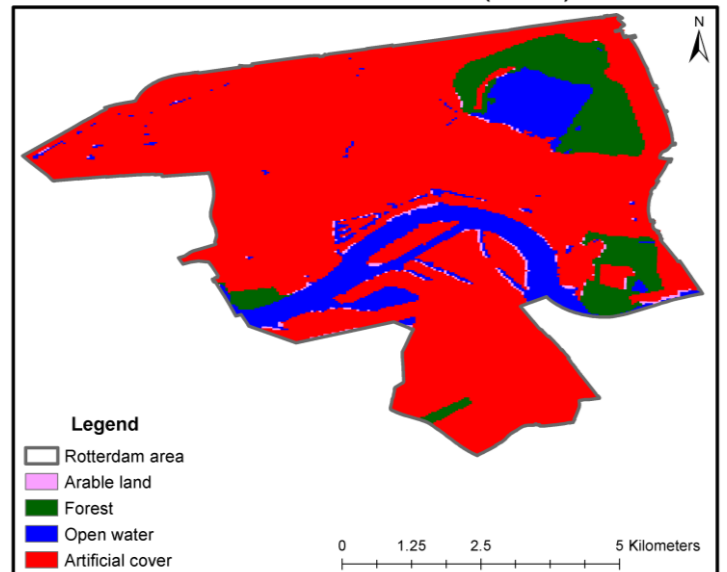 N
Legend
Rotterdam area
Arable land
Forest
Open water
Artificial cover
0 1.25 2.5 5 Kilometers